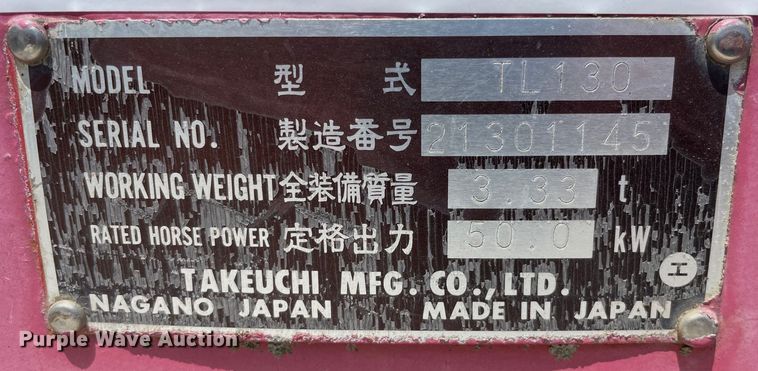 MODEL 型式 TL130
SERIAL NO. 製造番号 21301145
WORKING WEIGHT 全装備質量 3.33 t
RATED HORSE POWER 定格出力 50.0 kW
TAKEUCHI MFG. CO., LTD. 工
NAGANO JAPAN MADE IN JAPAN
Purple Wave Auction